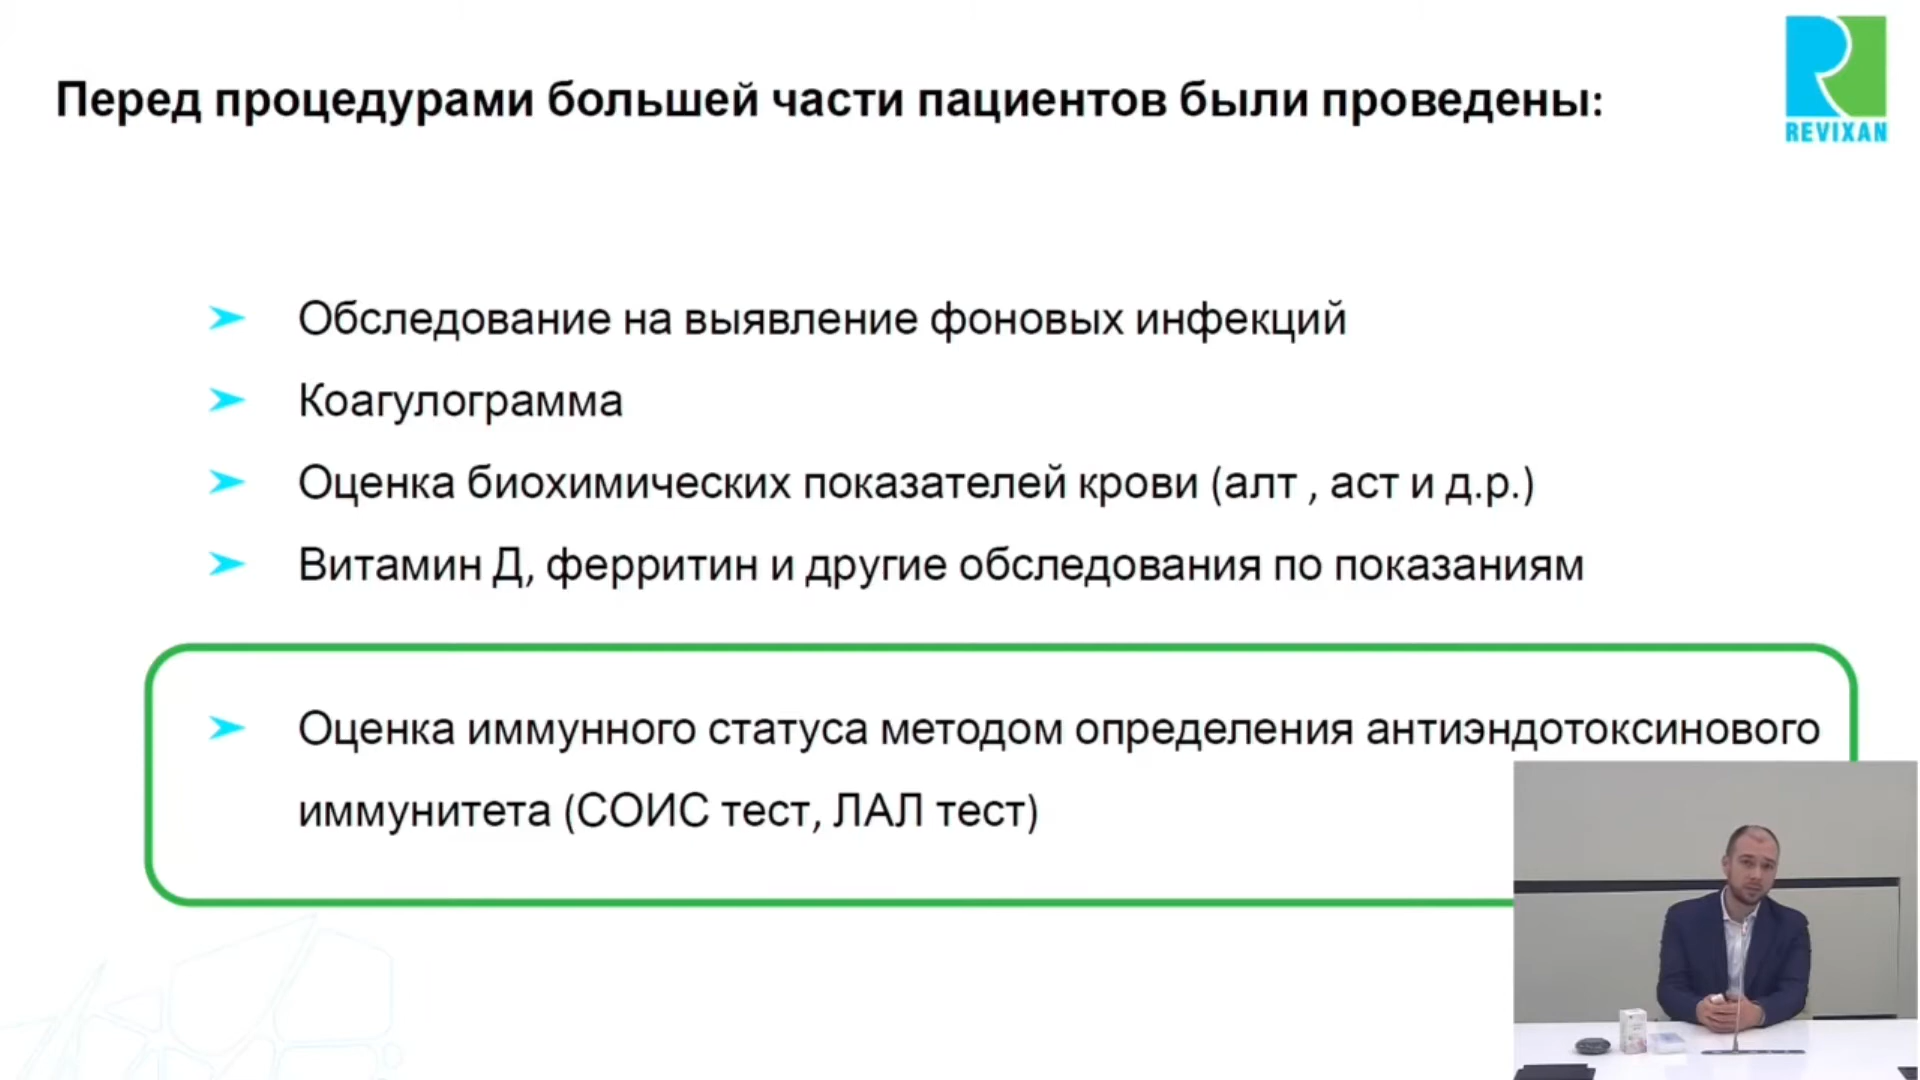 Перед процедурами большей части пациентов были проведены:
REVIXAN
Обследование на выявление фоновых инфекций
Коагулограмма
Оценка биохимических показателей крови (алт , аст и д.р.)
Витамин Д, ферритин и другие обследования по показаниям
Оценка иммунного статуса методом определения антиэндотоксинового
иммунитета (СОИС тест, ЛАЛ тест)